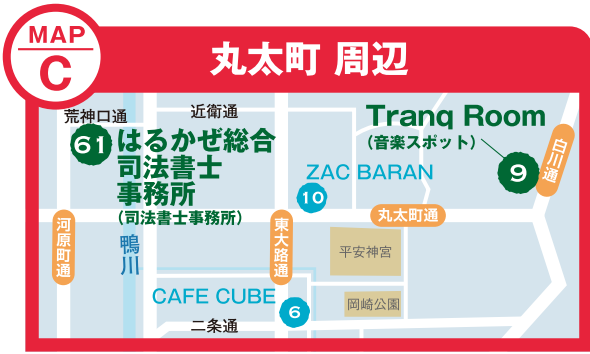 MAP
C
丸太町 周辺
荒神口通
近衛通
61
はるかぜ総合
司法書士
事務所
(司法書士事務所)
Tranq Room
(音楽スポット)
9
白川通
ZAC BARAN
10
丸太町通
河原町通
鴨川
東大路通
平安神宮
岡崎公園
CAFE CUBE
6
二条通